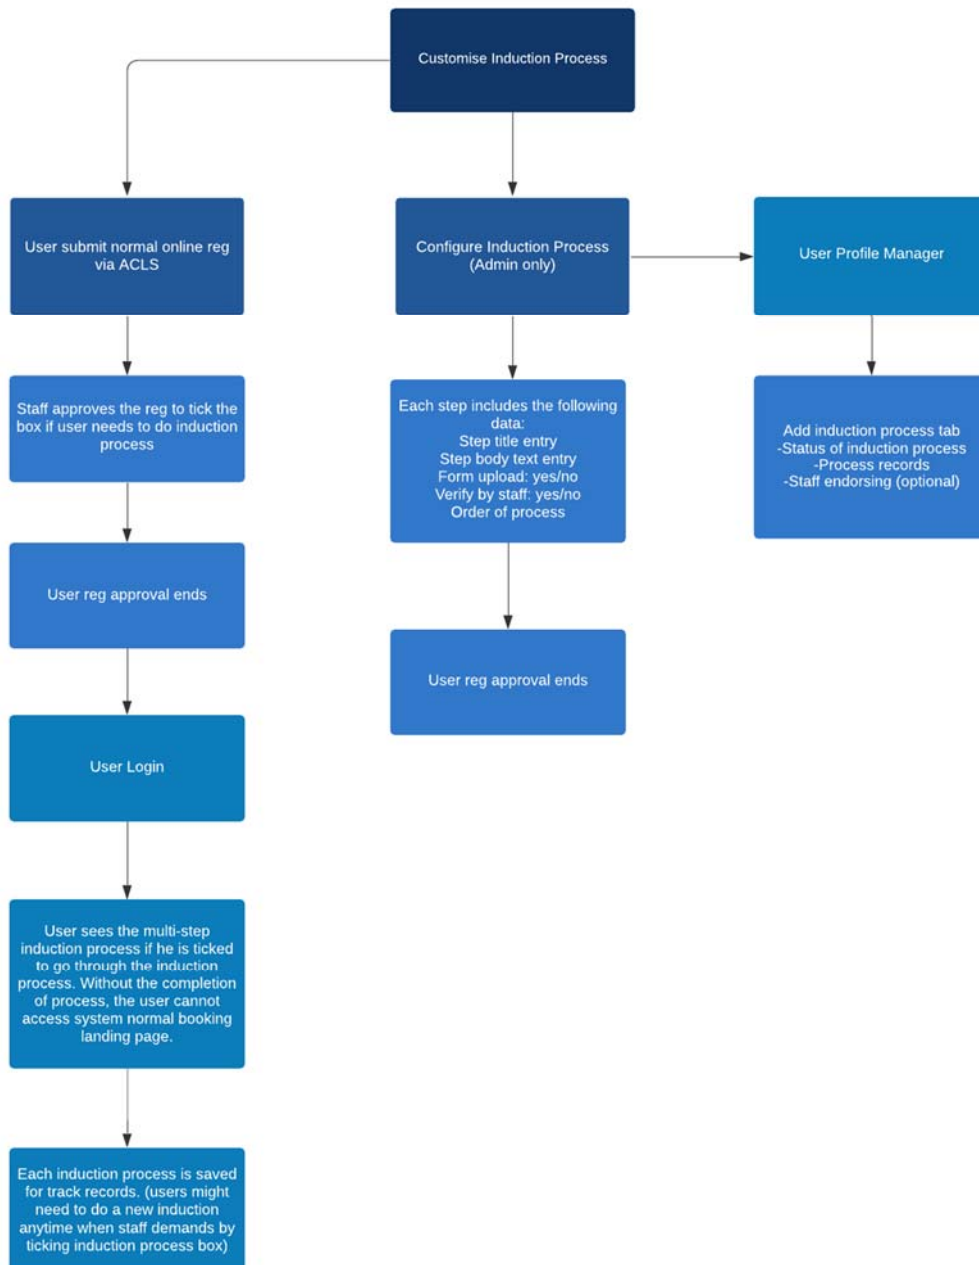 Customise Induction Process
User submit normal online reg
via ACLS
Configure Induction Process
(Admin only)
User Profile Manager
Staff approves the reg to tick the
box if user needs to do induction
process
Each step includes the following
data:
Step title entry
Step body text entry
Form upload: yes/no
Verify by staff: yes/no
Order of process
Add induction process tab
-Status of induction process
-Process records
-Staff endorsing (optional)
User reg approval ends
User reg approval ends
User Login
User sees the multi-step
induction process if he is ticked
to go through the induction
process. Without the completion
of process, the user cannot
access system normal booking
landing page.
Each induction process is saved
for track records. (users might
need to do a new induction
anytime when staff demands by
ticking induction process box)